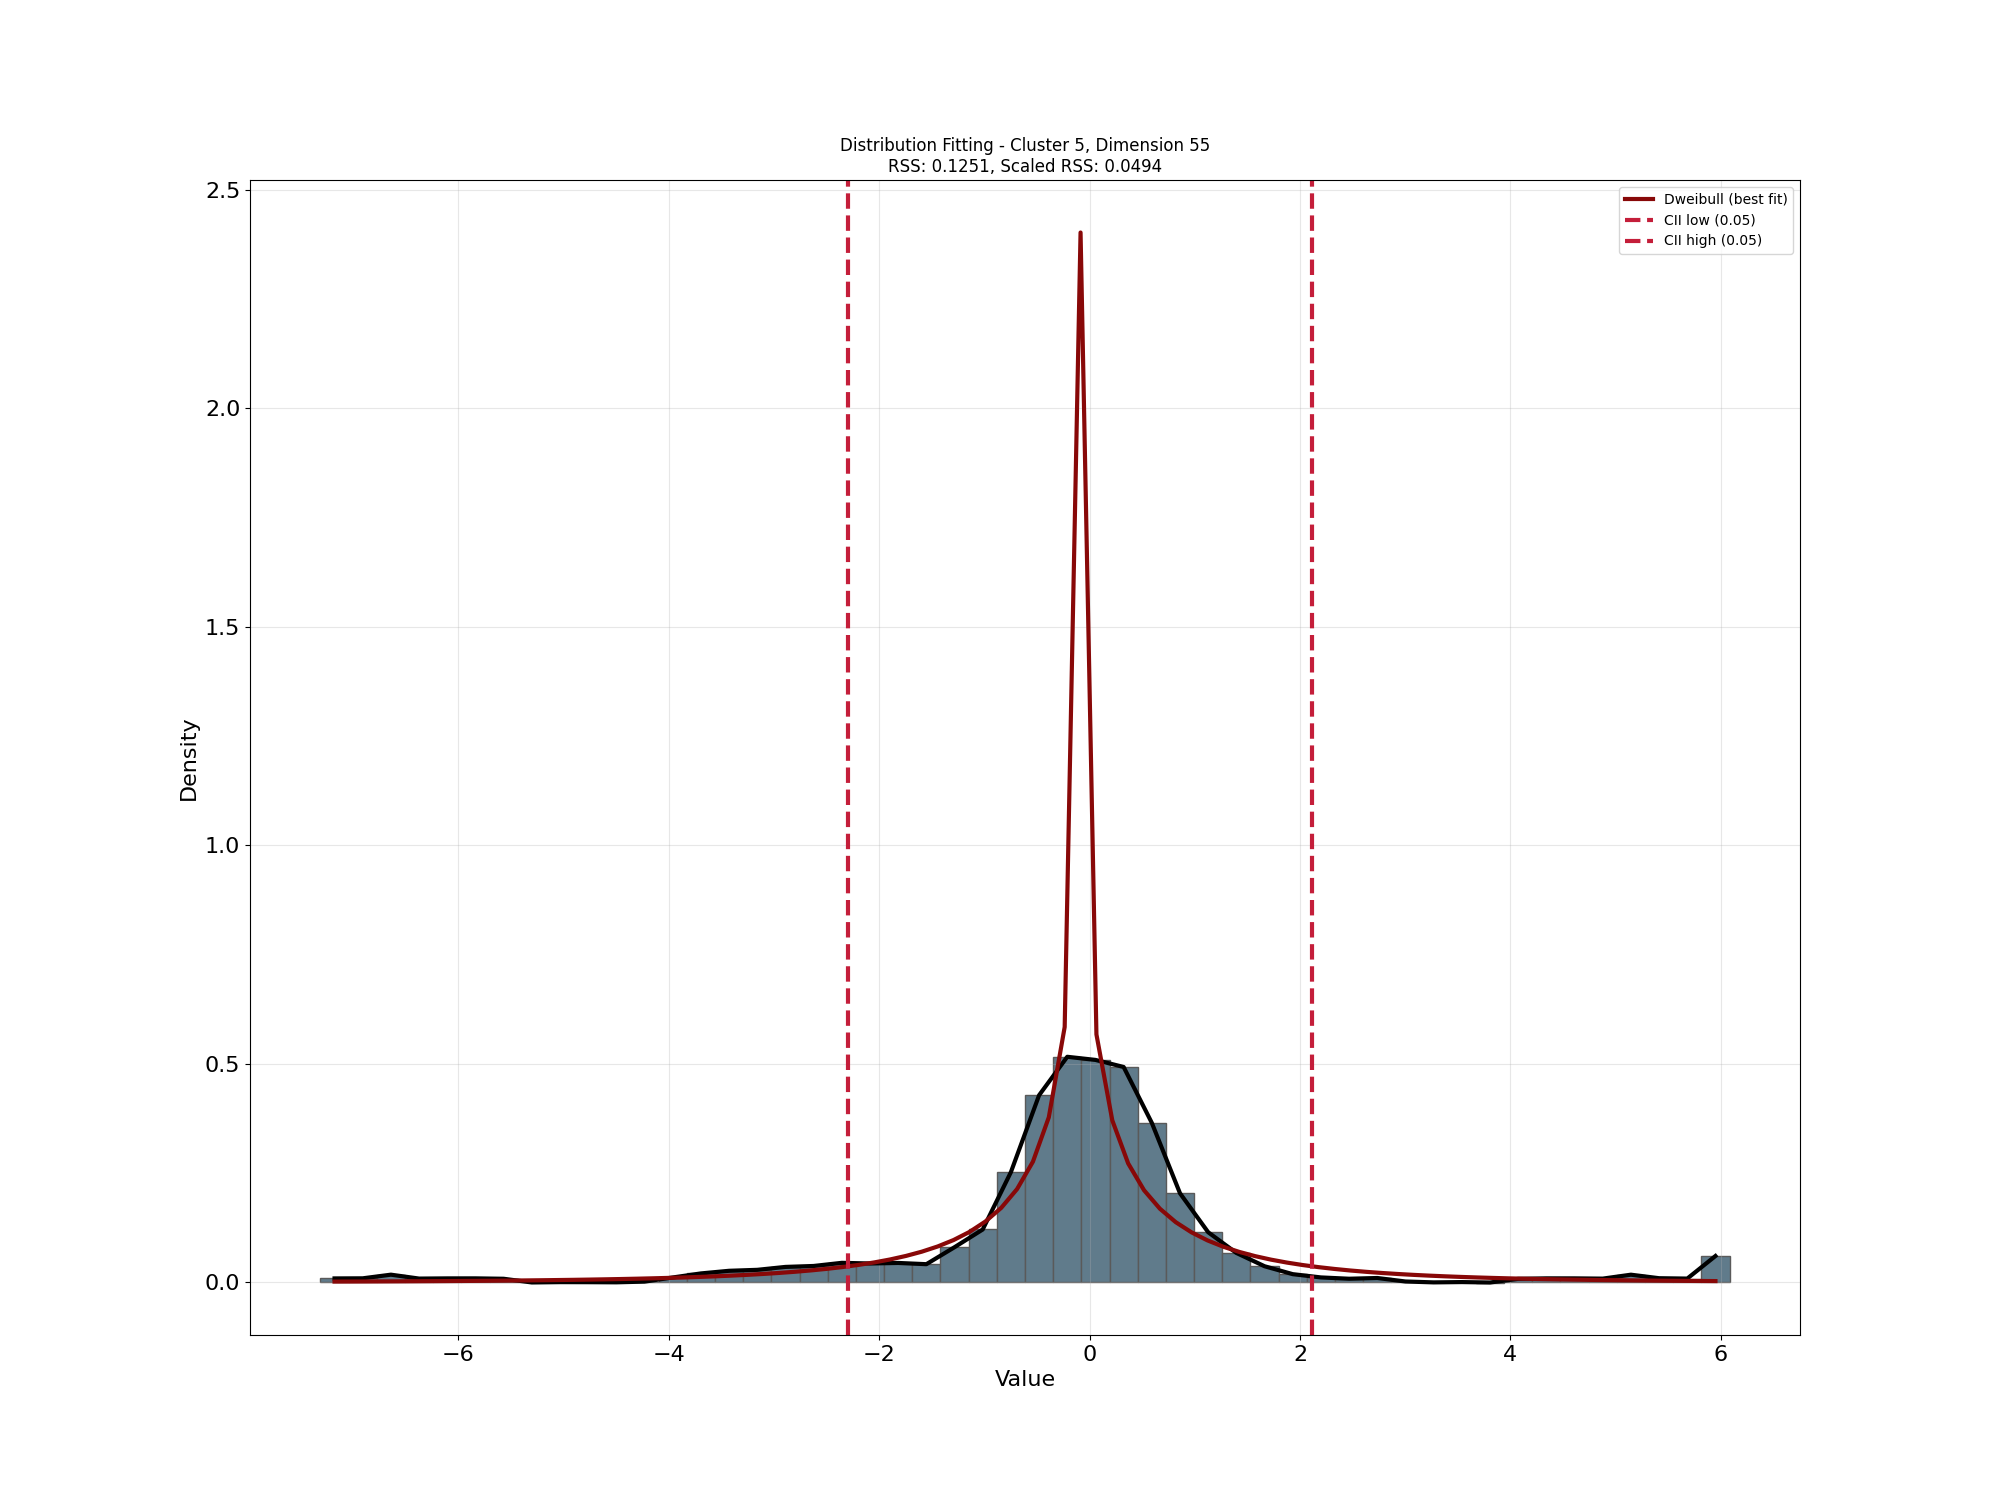 Distribution Fitting - Cluster 5, Dimension 55
RSS: 0.1251, Scaled RSS: 0.0494
Dweibull (best fit)
CII low (0.05)
CII high (0.05)
2.5
2.0
1.5
1.0
0.5
0.0
Density
−6
−4
−2
0
2
4
6
Value